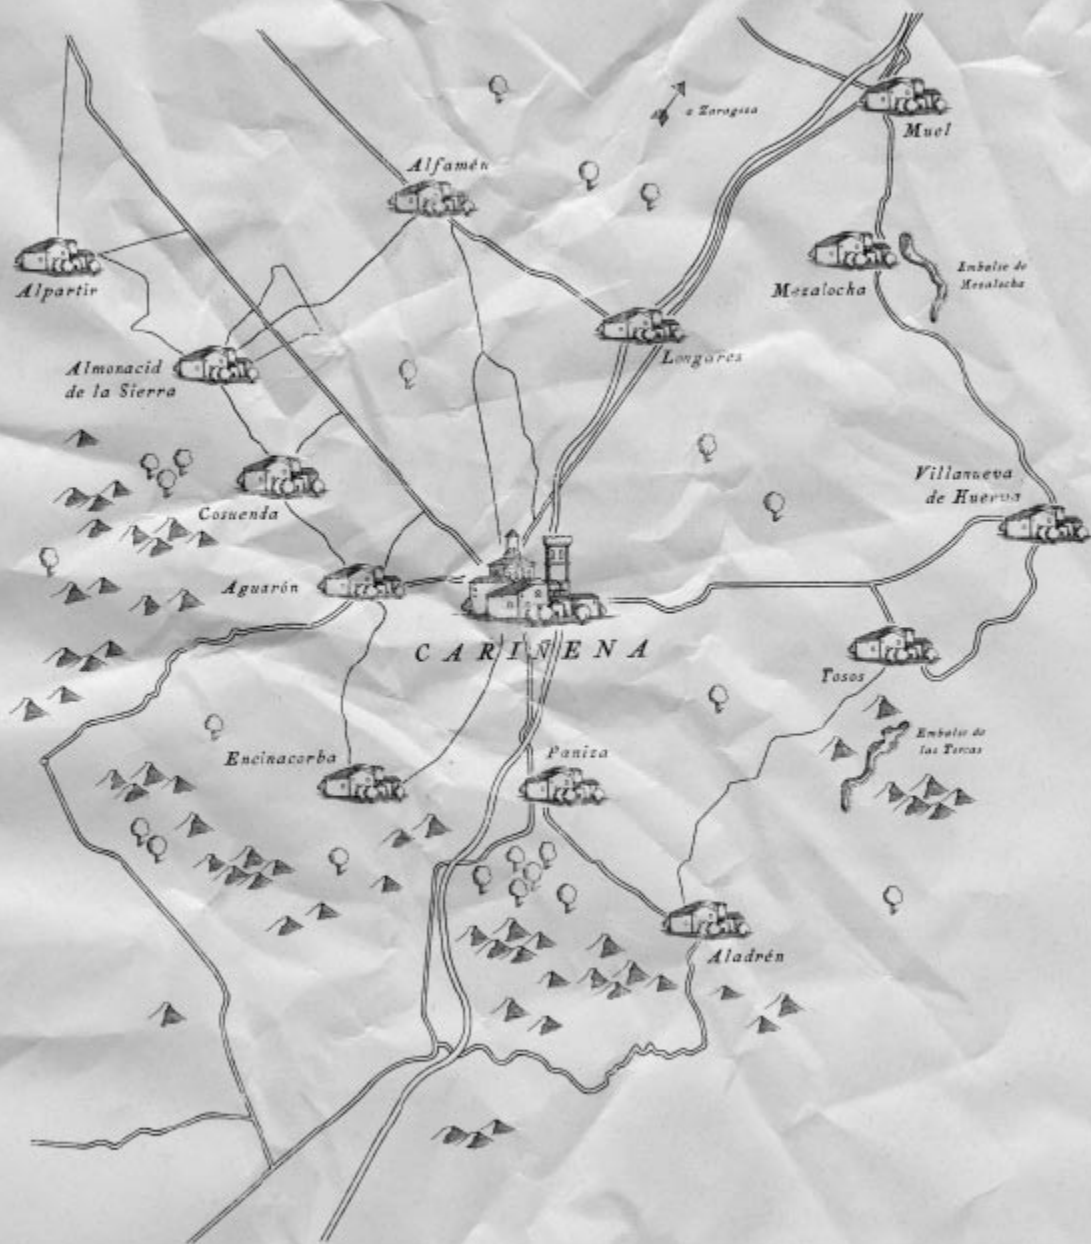 a Zaragoza
Muel
Alfamén
Alpartir
Embalse de
Mezalocha
Mezalocha
Longares
Almonacid
de la Sierra
Villanueva
de Huerva
Cosuenda
Aguarón
CARIÑENA
Tosos
Embalse de
las Torcas
Encinacorba
Paniza
Aladrén